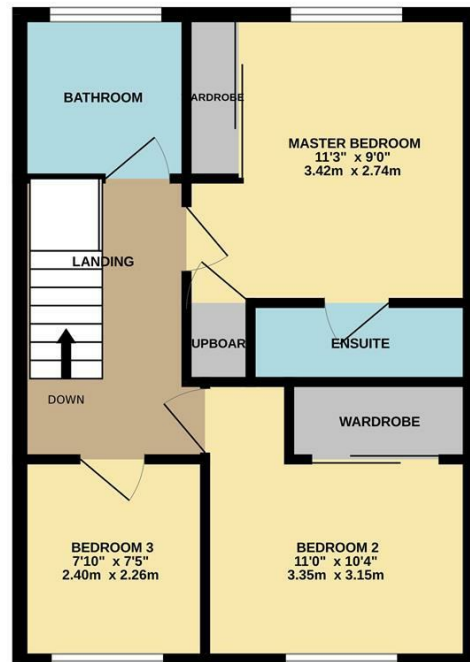 BATHROOM
ARDROBE
MASTER BEDROOM
11'3" x 9'0"
3.42m x 2.74m
LANDING
UPBOAR
ENSUITE
DOWN
WARDROBE
BEDROOM 3
7'10" x 7'5"
2.40m x 2.26m
BEDROOM 2
11'0" x 10'4"
3.35m x 3.15m